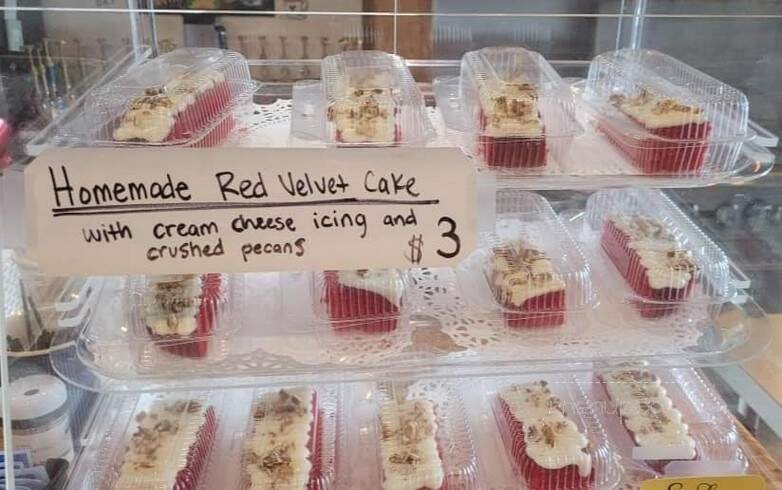 Homemade Red Velvet Cake
with cream cheese icing and
crushed pecans $3